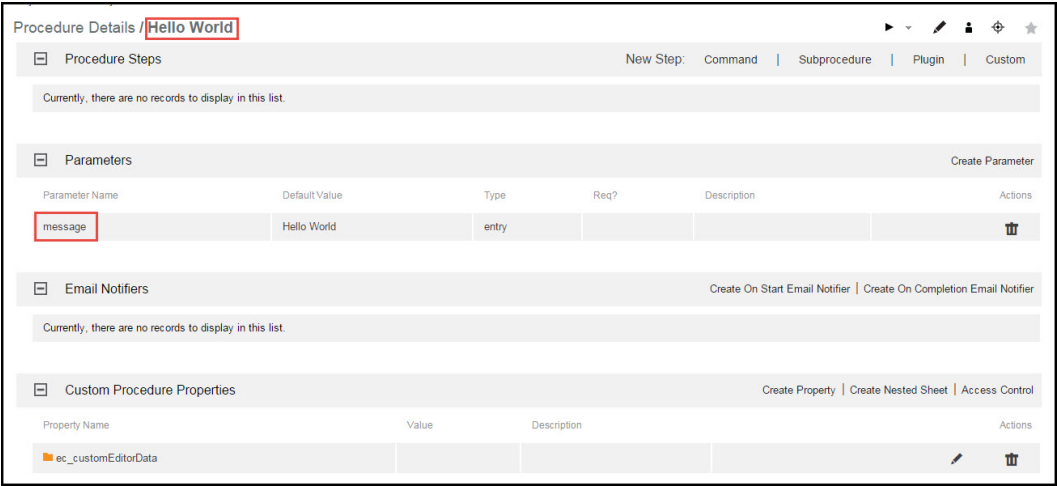 Procedure Details / Hello World
Procedure Steps New Step: Command | Subprocedure | Plugin | Custom
Currently, there are no records to display in this list.
Parameters Create Parameter
Parameter Name Default Value Type Req? Description Actions
message Hello World entry
Email Notifiers Create On Start Email Notifier | Create On Completion Email Notifier
Currently, there are no records to display in this list.
Custom Procedure Properties Create Property | Create Nested Sheet | Access Control
Property Name Value Description Actions
ec_customEditorData